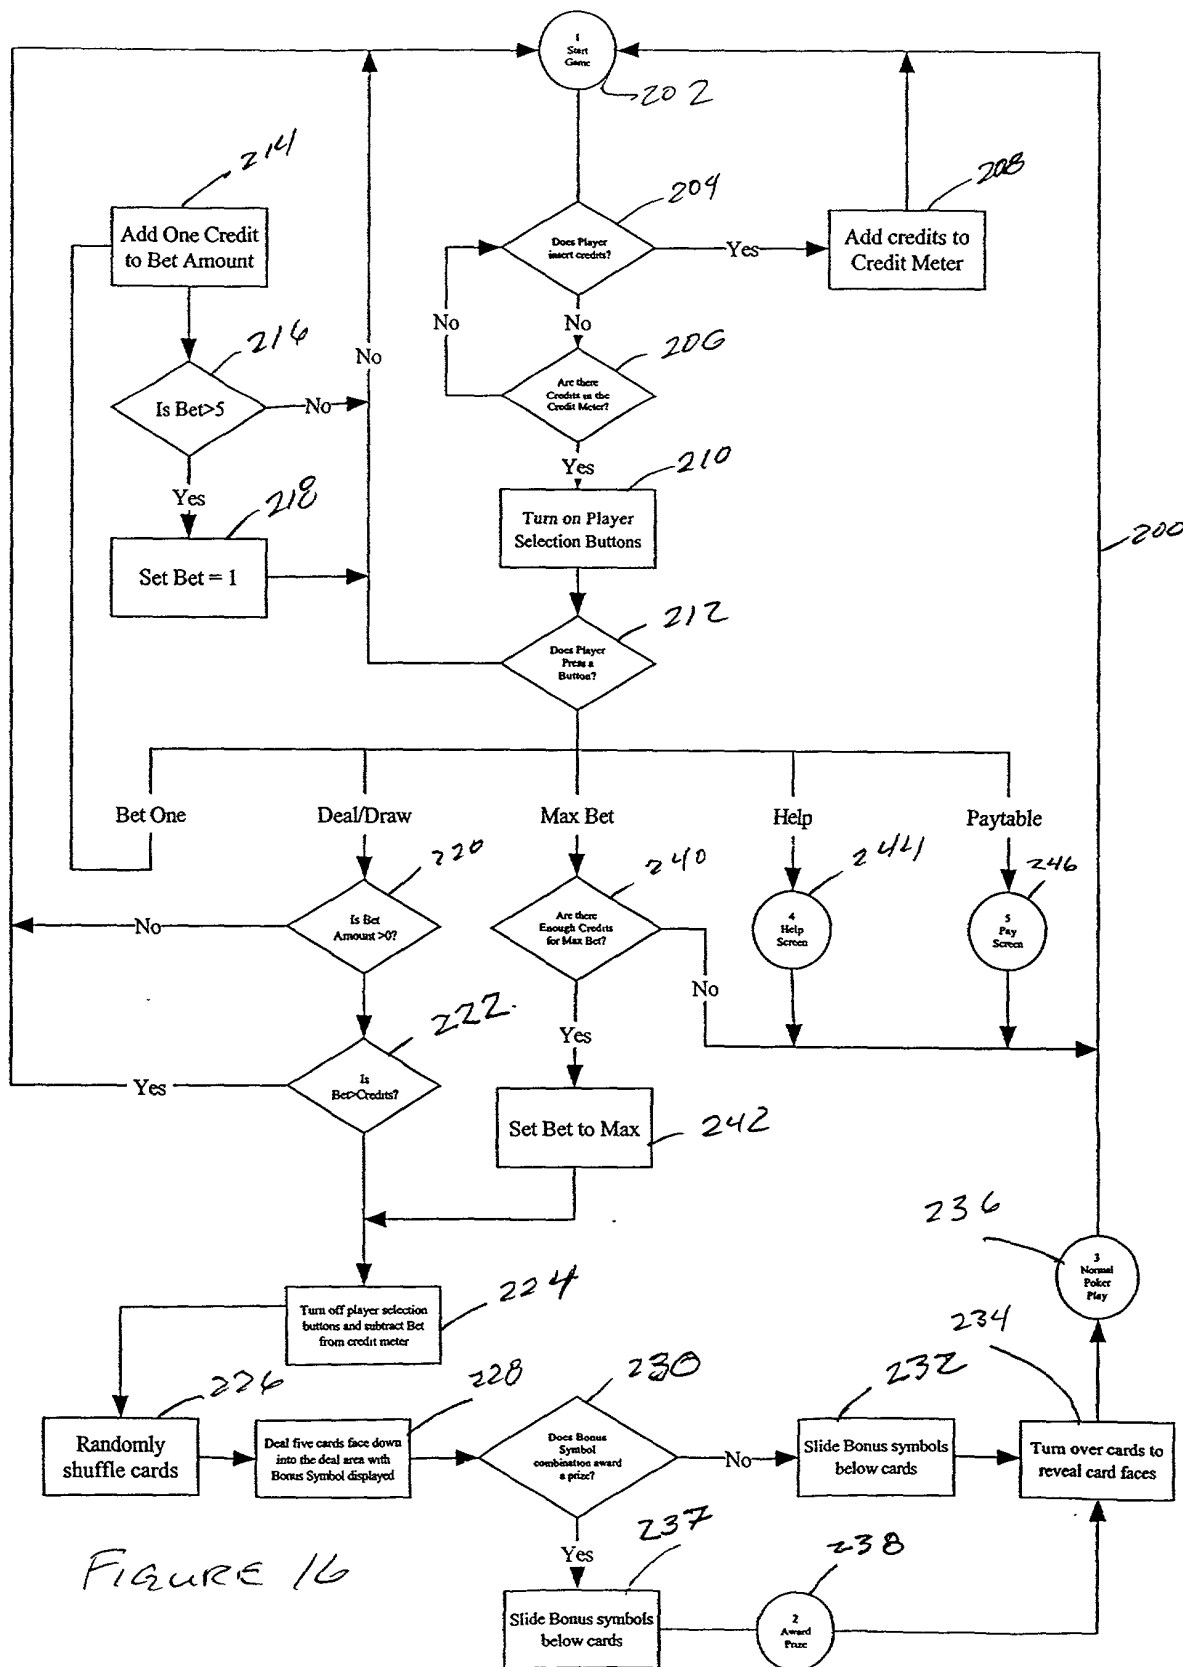 1
Start
Game
202
214
204
208
Add One Credit
to Bet Amount
Does Player
insert credits?
Yes
Add credits to
Credit Meter
No
No
216
206
No
Is Bet>5
No
Are there
Credits in the
Credit Meter?
Yes
218
Yes
210
Set Bet = 1
Turn on Player
Selection Buttons
200
212
Does Player
Press a
Button?
Bet One
Deal/Draw
Max Bet
Help
Paytable
220
240
244
246
No
Is Bet
Amount >0?
Are there
Enough Credits
for Max Bet?
4
Help
Screen
5
Pay
Screen
No
222
Yes
Yes
Is
Bet>Credits?
Set Bet to Max
242
236
3
Normal
Poker
Play
224
Turn off player selection
buttons and subtract Bet
from credit meter
234
226
228
230
232
Randomly
shuffle cards
Deal five cards face down
into the deal area with
Bonus Symbol displayed
Does Bonus
Symbol
combination award
a prize?
No
Slide Bonus symbols
below cards
Turn over cards to
reveal card faces
Yes
237
238
FIGURE 16
Slide Bonus symbols
below cards
2
Award
Prize